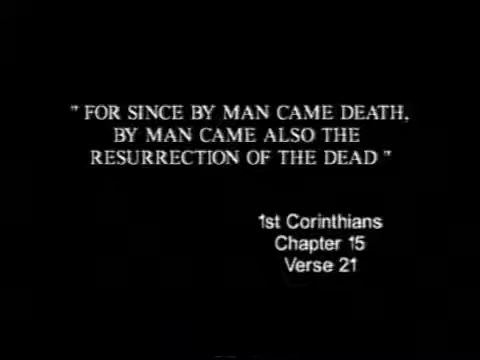 " FOR SINCE BY MAN CAME DEATH,
BY MAN CAME ALSO THE
RESURRECTION OF THE DEAD "
1st Corinthians
Chapter 15
Verse 21